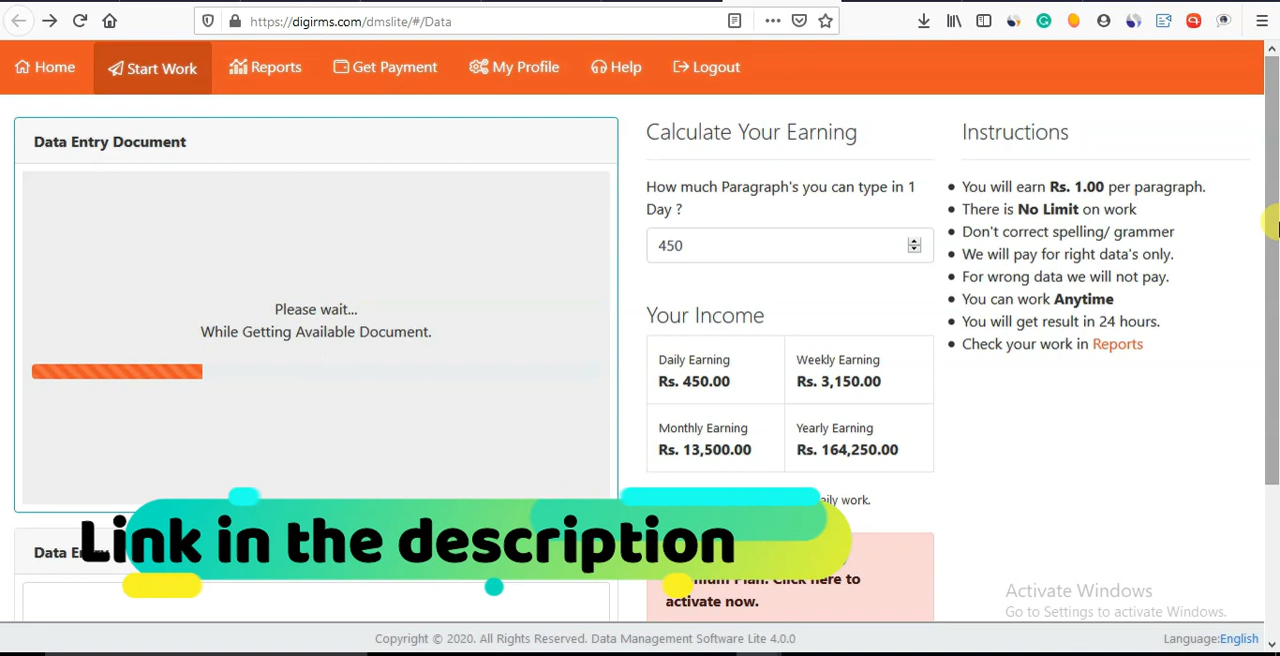 https://digirms.com/dmslite/#/Data
Home
Start Work
Reports
Get Payment
My Profile
Help
Logout
Data Entry Document
Please wait...
While Getting Available Document.
Calculate Your Earning
How much Paragraph's you can type in 1
Day ?
450
Your Income
Daily Earning
Rs. 450.00
Weekly Earning
Rs. 3,150.00
Monthly Earning
Rs. 13,500.00
Yearly Earning
Rs. 164,250.00
work.
Click here to
activate now.
Instructions
You will earn Rs. 1.00 per paragraph.
There is No Limit on work
Don't correct spelling/ grammer
We will pay for right data's only.
For wrong data we will not pay.
You can work Anytime
You will get result in 24 hours.
Check your work in Reports
Data
Link in the description
Activate Windows
Go to Settings to activate Windows.
Copyright © 2020. All Rights Reserved. Data Management Software Lite 4.0.0
Language:English